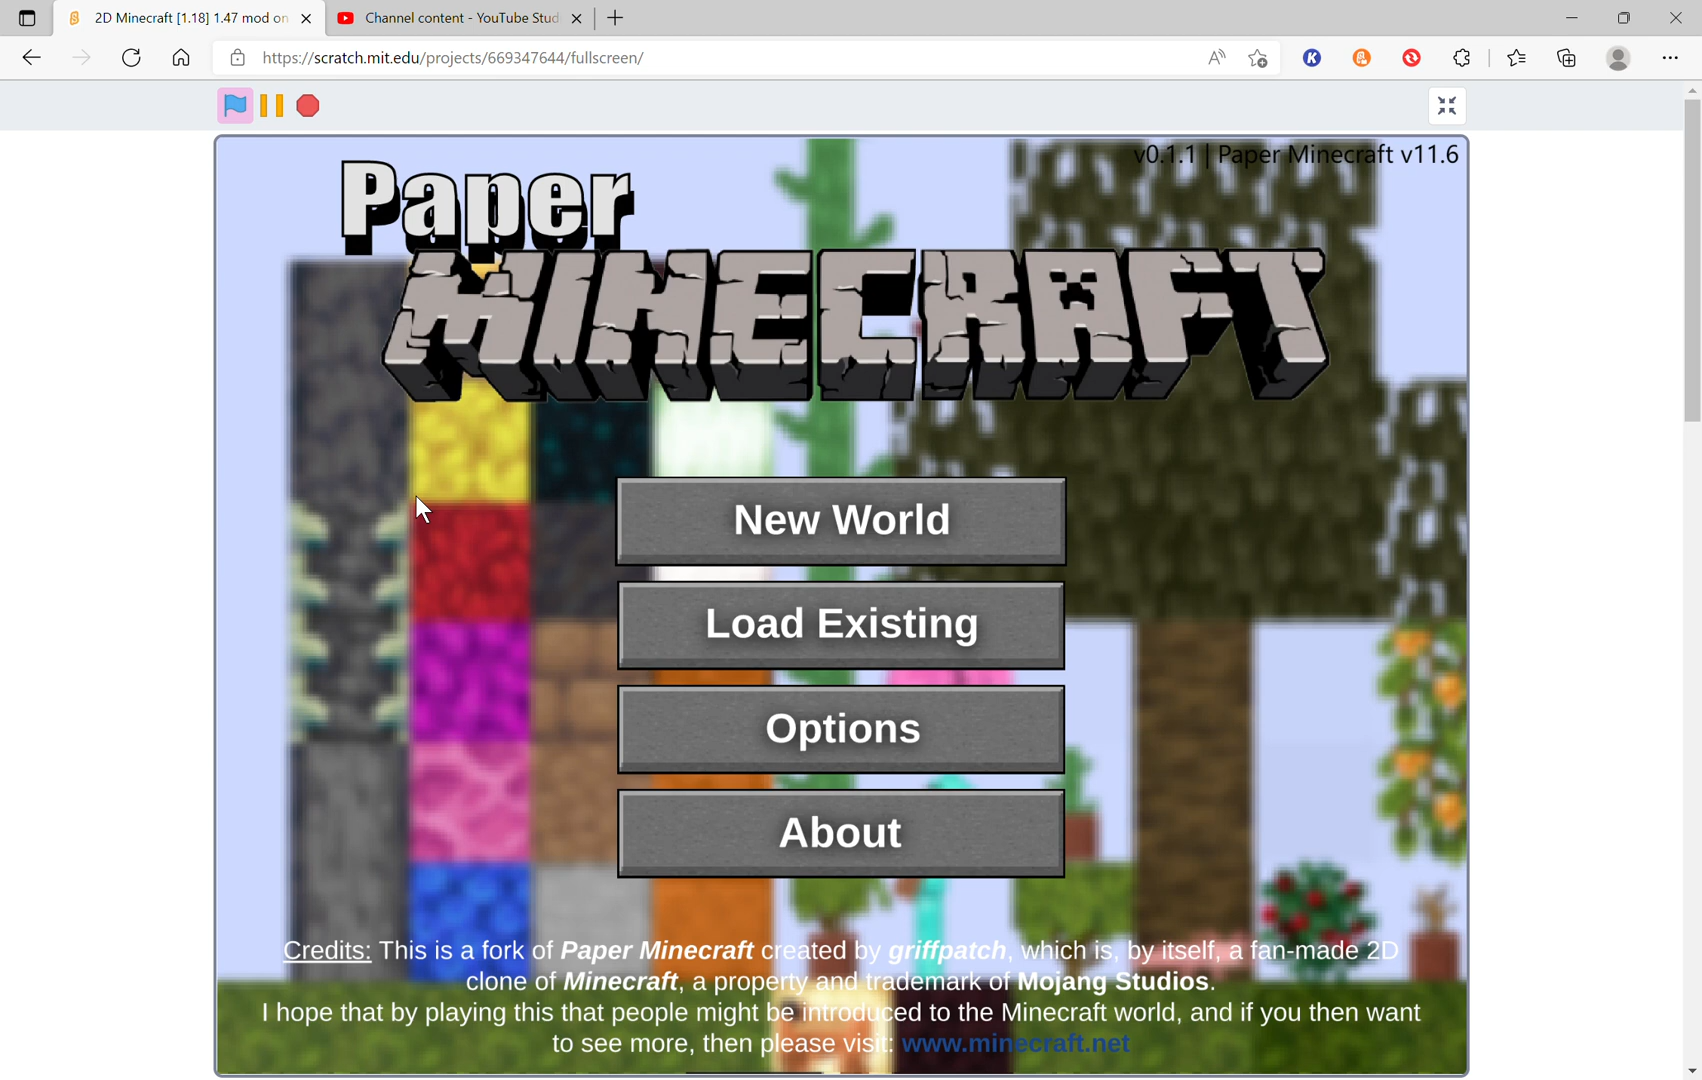 2D Minecraft [1.18] 1.47 mod on
Channel content - YouTube Stud
https://scratch.mit.edu/projects/669347644/fullscreen/
v0.1.1 | Paper Minecraft v11.6
Paper
MINECRAFT
New World
Load Existing
Options
About
Credits: This is a fork of Paper Minecraft created by griffpatch, which is, by itself, a fan-made 2D
clone of Minecraft, a property and trademark of Mojang Studios.
I hope that by playing this that people might be introduced to the Minecraft world, and if you then want
to see more, then please visit: www.minecraft.net